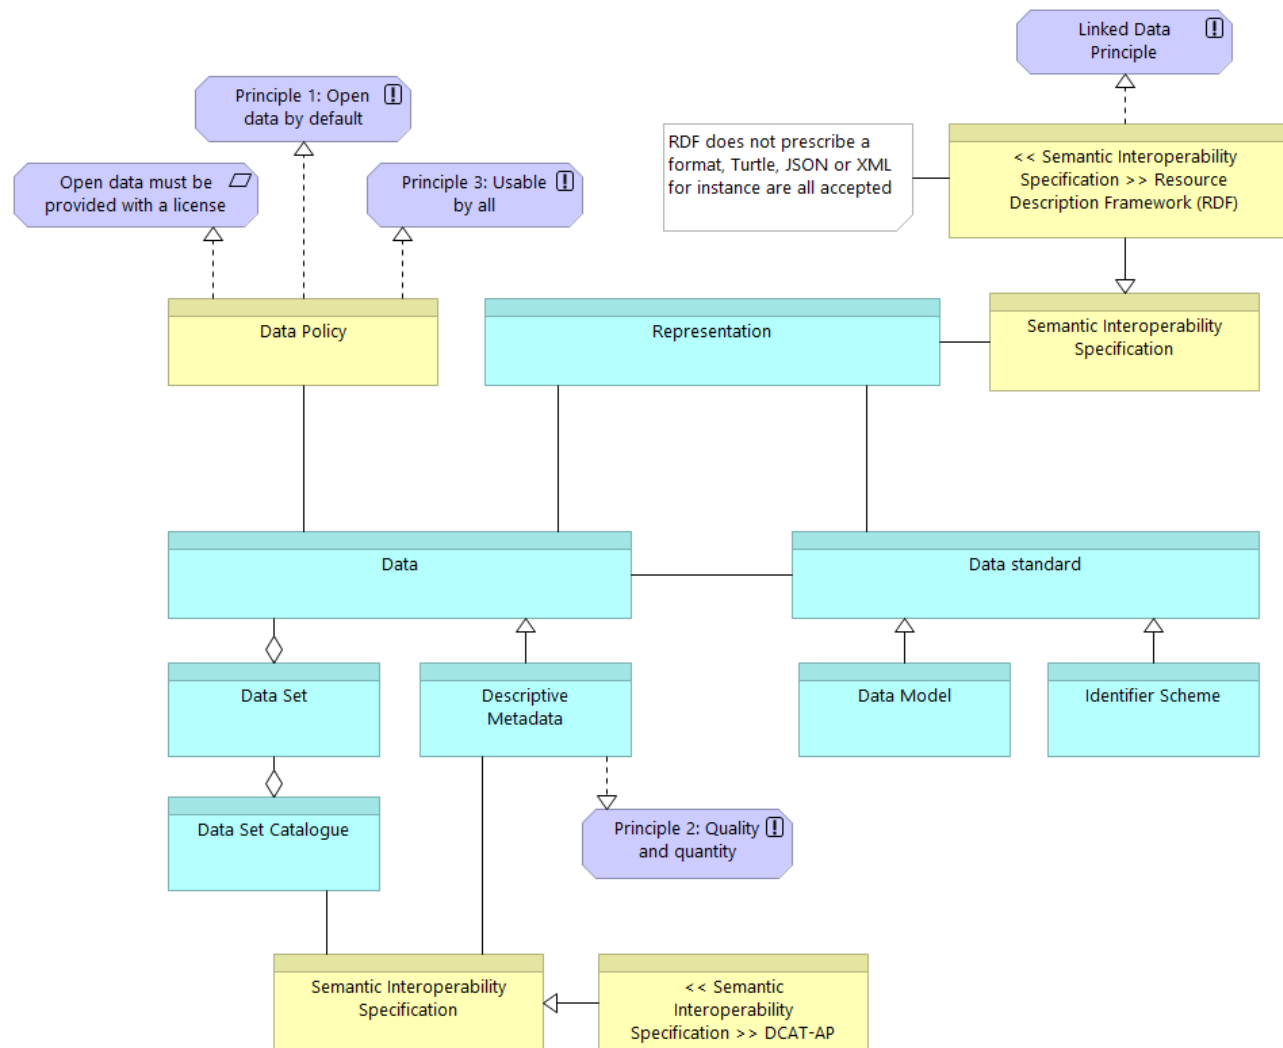 Linked Data
Principle
Principle 1: Open
data by default
RDF does not prescribe a
format, Turtle, JSON or XML
for instance are all accepted
<< Semantic Interoperability
Specification >> Resource
Description Framework (RDF)
Open data must be
provided with a license
Principle 3: Usable
by all
Data Policy
Representation
Semantic Interoperability
Specification
Data
Data standard
Data Set
Descriptive
Metadata
Data Model
Identifier Scheme
Data Set Catalogue
Principle 2: Quality
and quantity
Semantic Interoperability
Specification
<< Semantic
Interoperability
Specification >> DCAT-AP